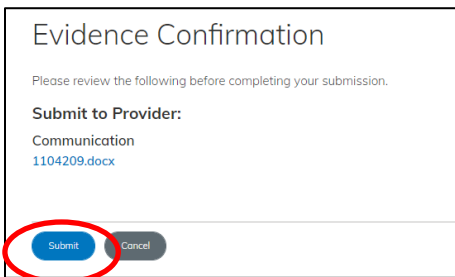 Evidence Confirmation
Please review the following before completing your submission.
Submit to Provider:
Communication
1104209.docx
Submit Cancel